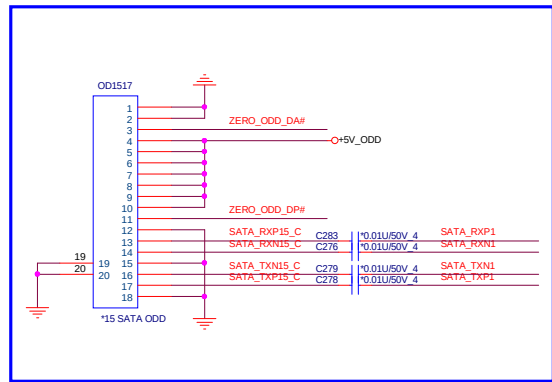 OD1517
1
2
3 ZERO_ODD_DA#
4 +5V_ODD
5
6
7
8
9
10
11 ZERO_ODD_DP#
12
13 SATA_RXP15_C C283 *0.01U/50V_4 SATA_RXP1
14 SATA_RXN15_C C276 *0.01U/50V_4 SATA_RXN1
19 19 15
20 20 16 SATA_TXN15_C C279 *0.01U/50V_4 SATA_TXN1
17 SATA_TXP15_C C278 *0.01U/50V_4 SATA_TXP1
18
*15 SATA ODD